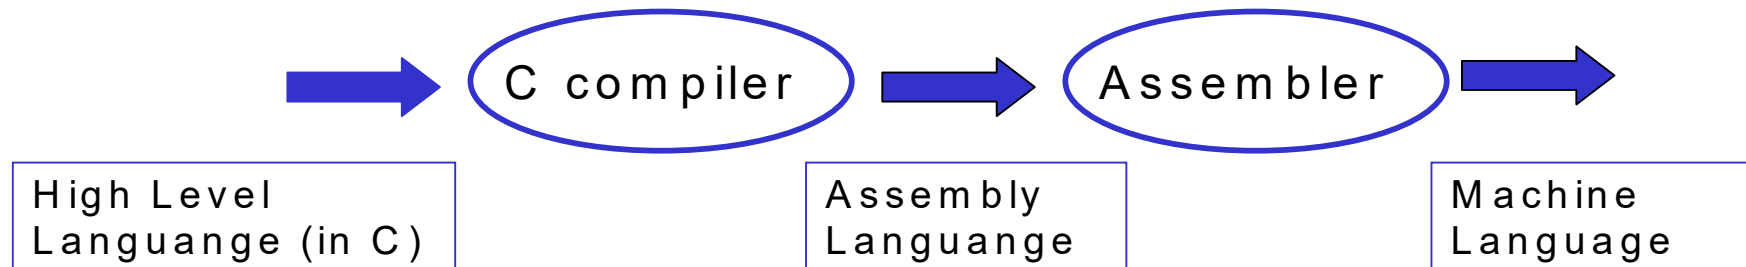 C compiler
Assembler
High Level
Languange (in C)
Assembly
Languange
Machine
Language